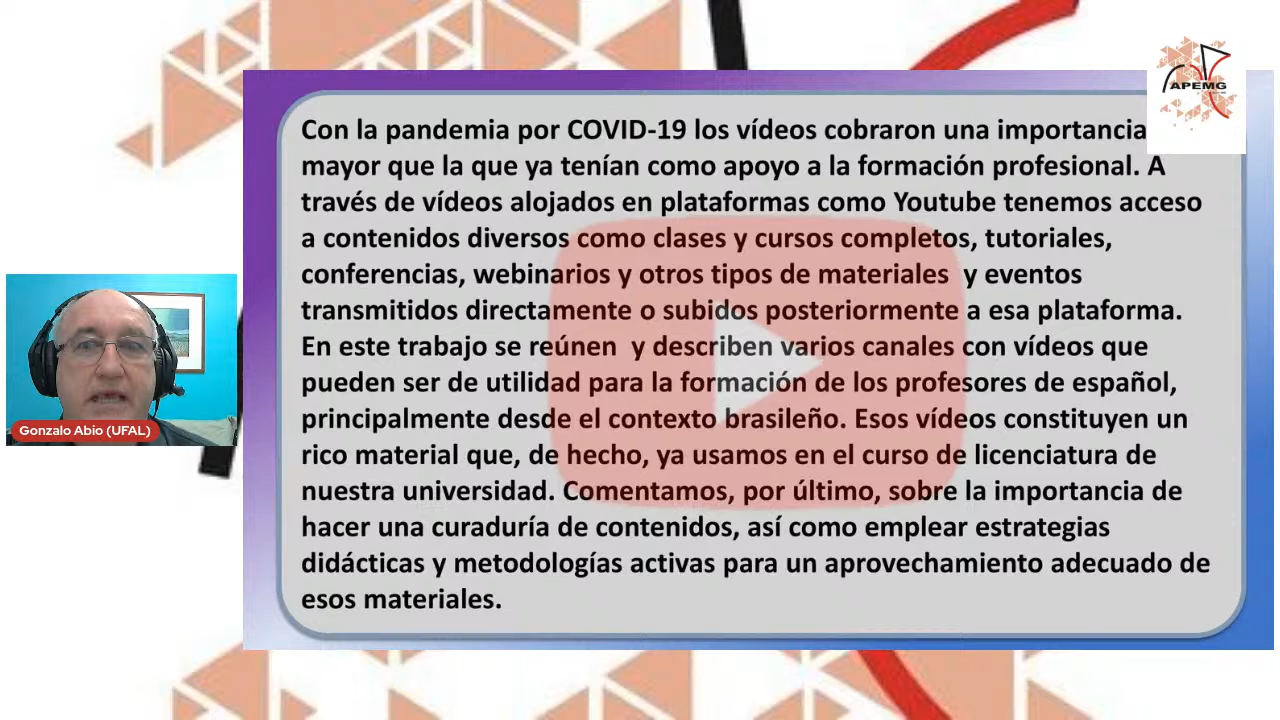 APEMG
Con la pandemia por COVID-19 los vídeos cobraron una importancia
mayor que la que ya tenían como apoyo a la formación profesional. A
través de vídeos alojados en plataformas como Youtube tenemos acceso
a contenidos diversos como clases y cursos completos, tutoriales,
conferencias, webinarios y otros tipos de materiales y eventos
transmitidos directamente o subidos posteriormente a esa plataforma.
En este trabajo se reúnen y describen varios canales con vídeos que
pueden ser de utilidad para la formación de los profesores de español,
principalmente desde el contexto brasileño. Esos vídeos constituyen un
rico material que, de hecho, ya usamos en el curso de licenciatura de
nuestra universidad. Comentamos, por último, sobre la importancia de
hacer una curaduría de contenidos, así como emplear estrategias
didácticas y metodologías activas para un aprovechamiento adecuado de
esos materiales.
Gonzalo Abio (UFAL)